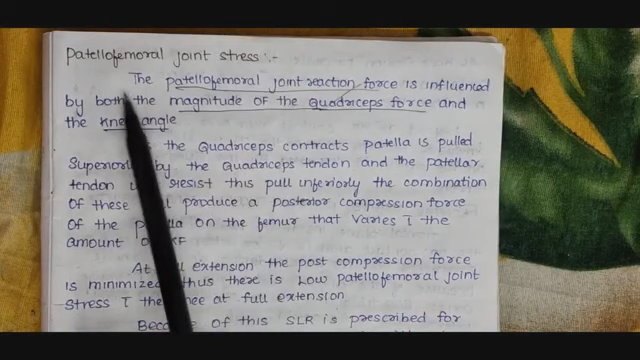 Patellofemoral joint stress :-
The patellofemoral joint reaction force is influenced
by both the magnitude of the Quadriceps force and
the Knee angle
the Quadriceps contracts patella is pulled
by the Quadriceps tendon and the patellar
tendon resist this pull inferiorly the combination
of these produce a posterior compression force
of the on the femur that varies T the
amount KF
At extension the post compression force
is minimized thus there is Low patellofemoral joint
Stress T the at full extension
of this SLR is prescribed for